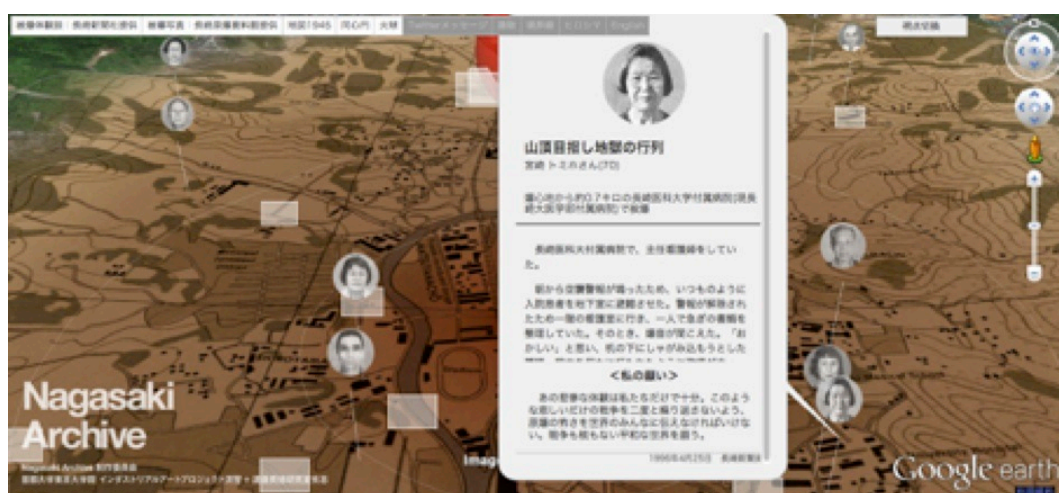 被爆体験談 長崎新聞社提供 被爆写真 長崎原爆資料館提供 地図1945 同心円 火球 Twitterメッセージ ヒロシマ English
視点切替
山頂目指し地獄の行列
宮崎 トミホさん(70)
爆心地から約0.7キロの長崎医科大学付属病院(現長
崎大医学部付属病院)で被爆
長崎医科大付属病院で、主任看護婦をしてい
た。
朝から空襲警報が鳴ったため、いつものように
入院患者を地下室に避難させた。警報が解除され
たため一階の看護室に行き、一人で急ぎの書類を
整理していた。そのとき、爆音が聞こえた。「お
かしい」と思い、机の下にしゃがみ込もうとした
<私の願い>
あの悲惨な体験は私たちだけで十分。このよう
な悲しいだけの戦争を二度と繰り返さないよう、
原爆の怖さを世界のみんなに伝えなければいけな
い。戦争も核もない平和な世界を願う。
1996年4月25日 長崎新聞
Nagasaki
Archive
Nagasaki Archive 制作委員会
Image
Google earth